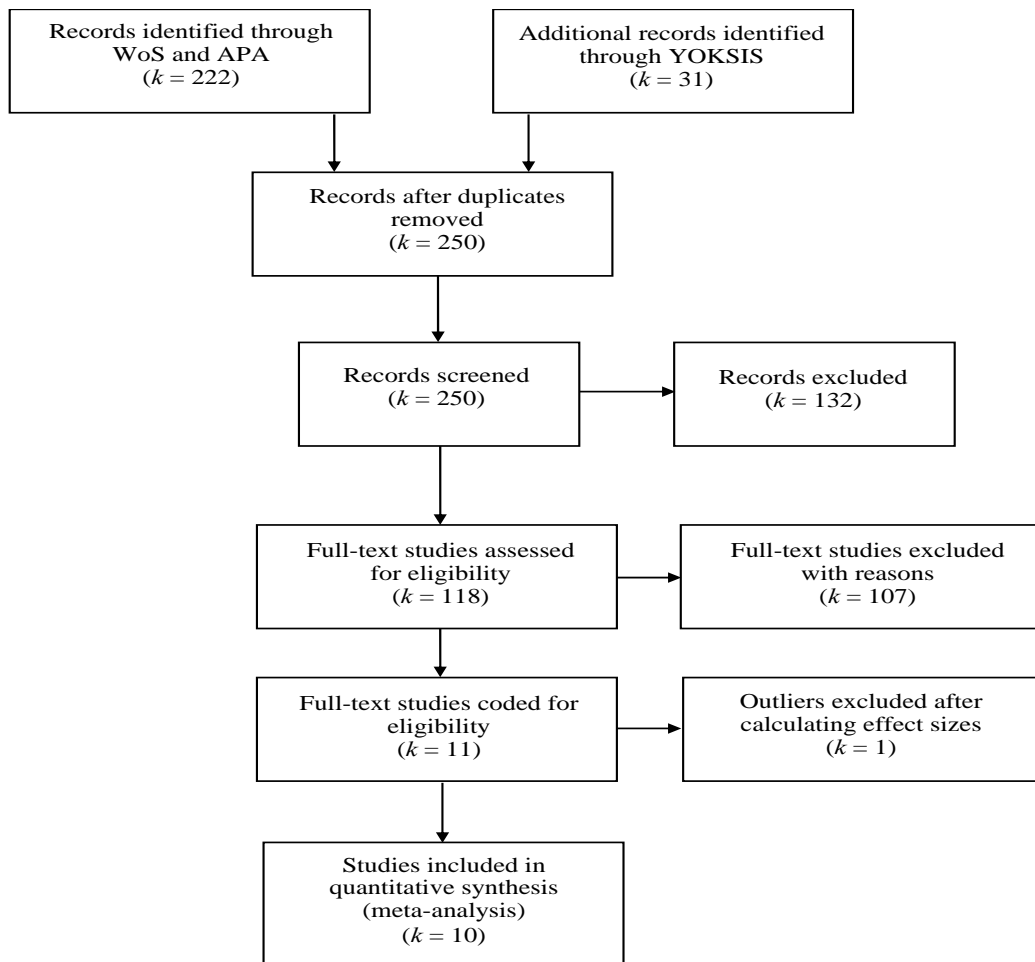 Records identified through
WoS and APA
(k = 222)
Additional records identified
through YOKSIS
(k = 31)
Records after duplicates
removed
(k = 250)
Records screened
(k = 250)
Records excluded
(k = 132)
Full-text studies assessed
for eligibility
(k = 118)
Full-text studies excluded
with reasons
(k = 107)
Full-text studies coded for
eligibility
(k = 11)
Outliers excluded after
calculating effect sizes
(k = 1)
Studies included in
quantitative synthesis
(meta-analysis)
(k = 10)